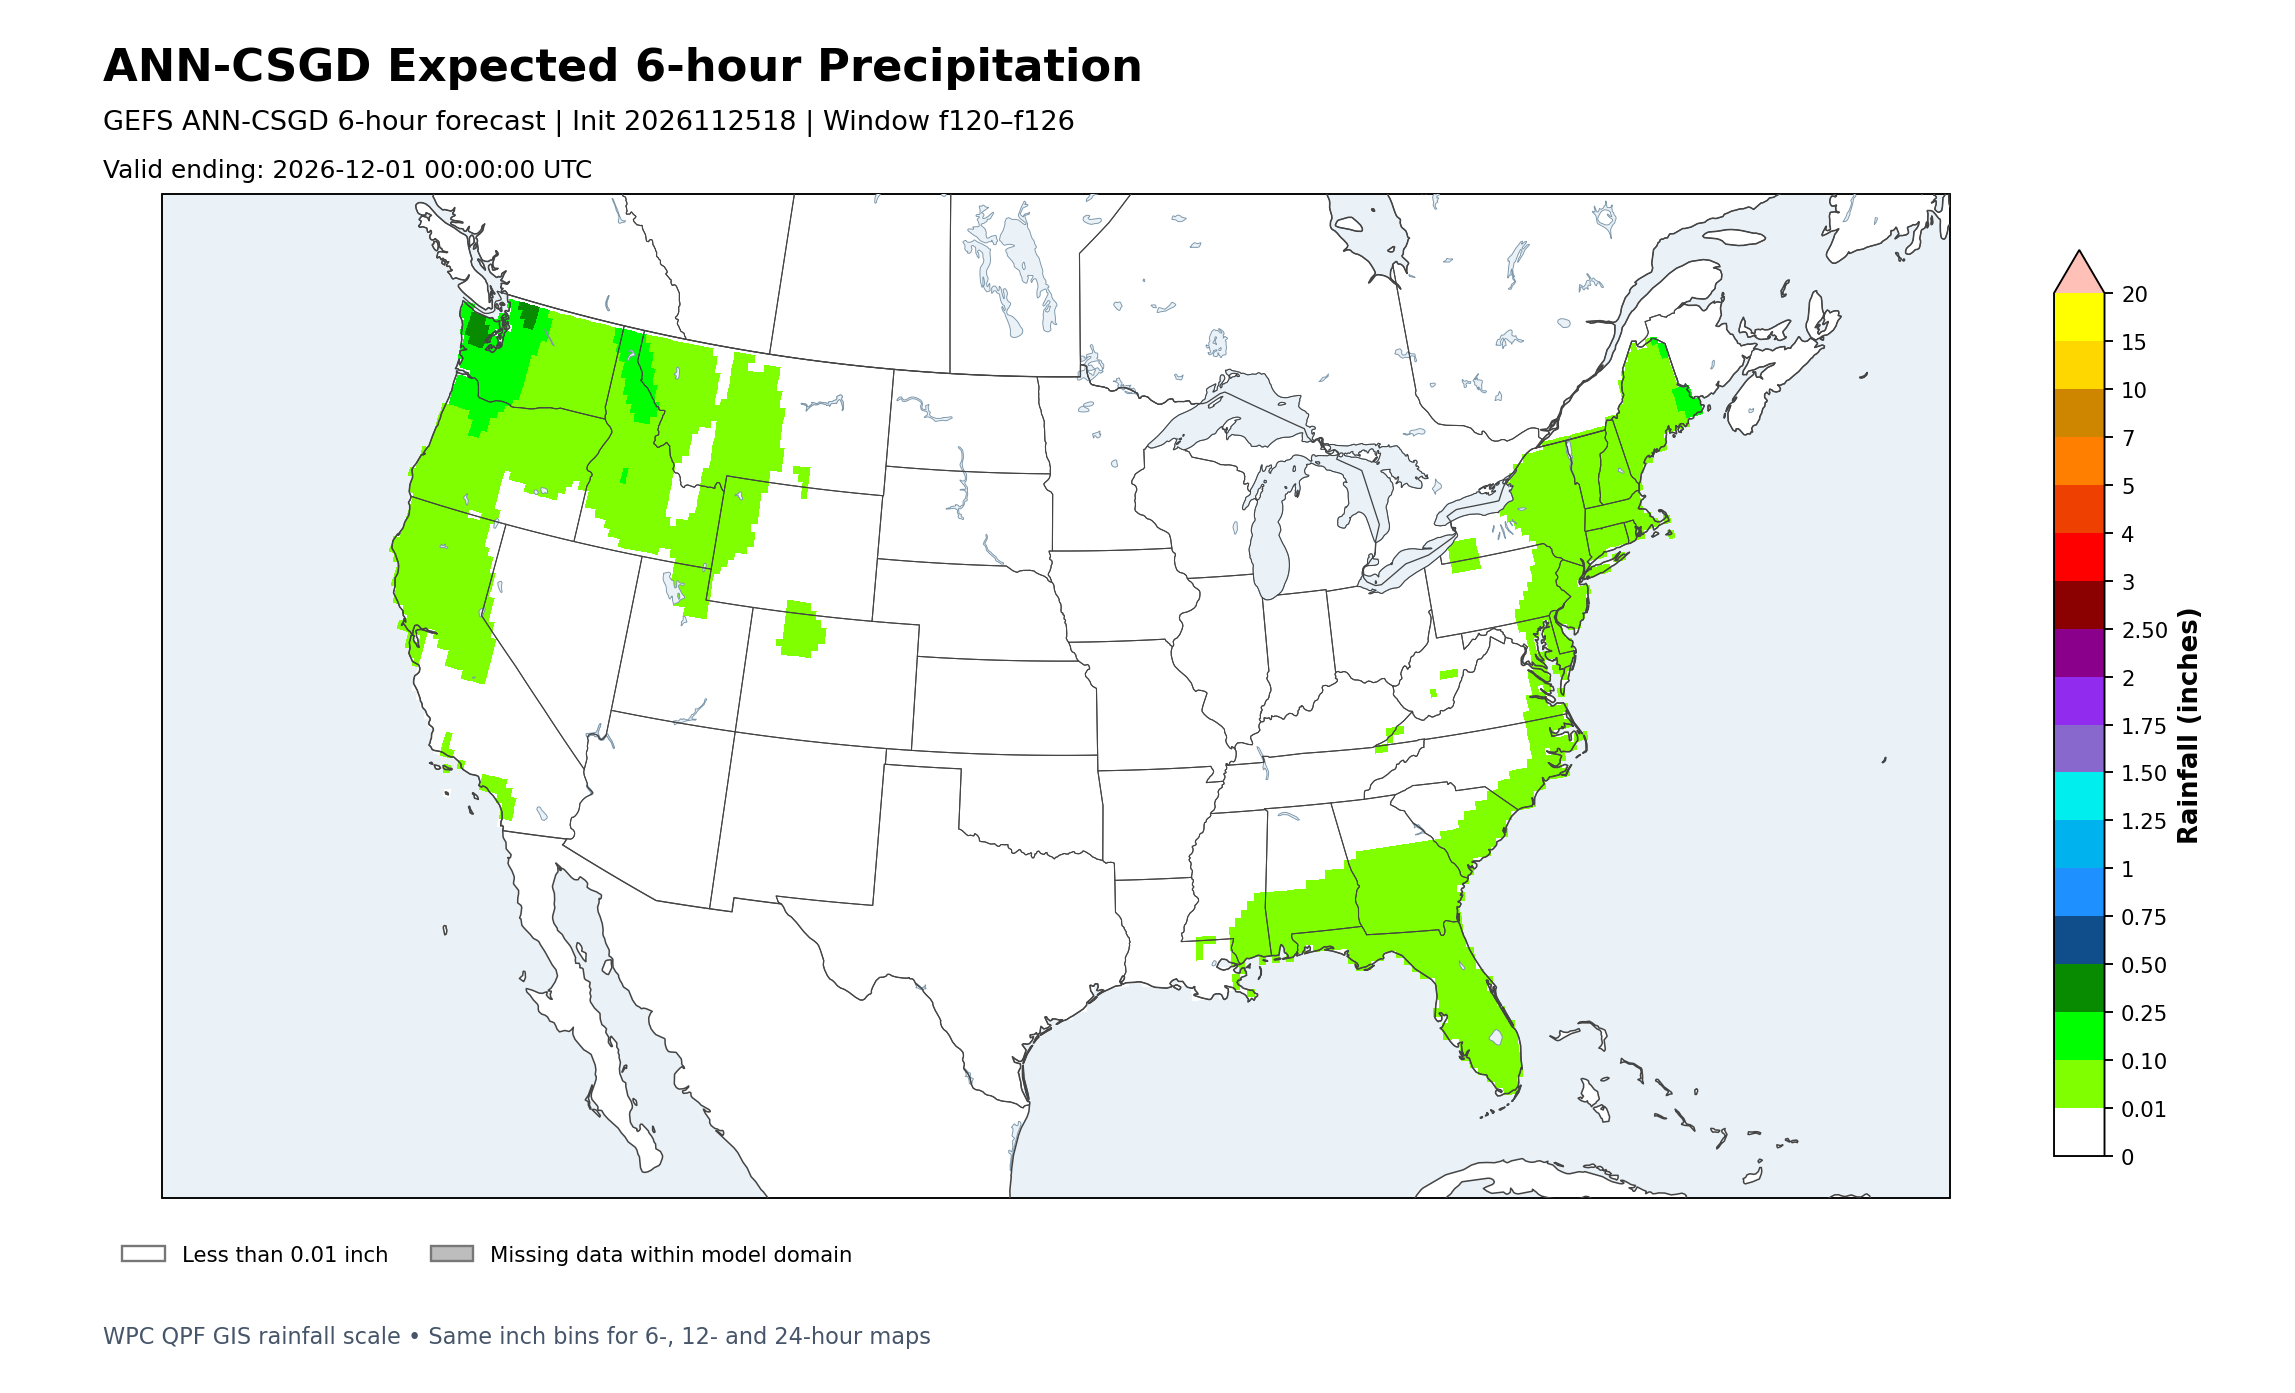 ANN-CSGD Expected 6-hour Precipitation
GEFS ANN-CSGD 6-hour forecast | Init 2026112518 | Window f120–f126
Valid ending: 2026-12-01 00:00:00 UTC
20
15
10
7
5
4
3
2.50
2
1.75
1.50
1.25
1
0.75
0.50
0.25
0.10
0.01
0
Rainfall (inches)
Less than 0.01 inch
Missing data within model domain
WPC QPF GIS rainfall scale • Same inch bins for 6-, 12- and 24-hour maps